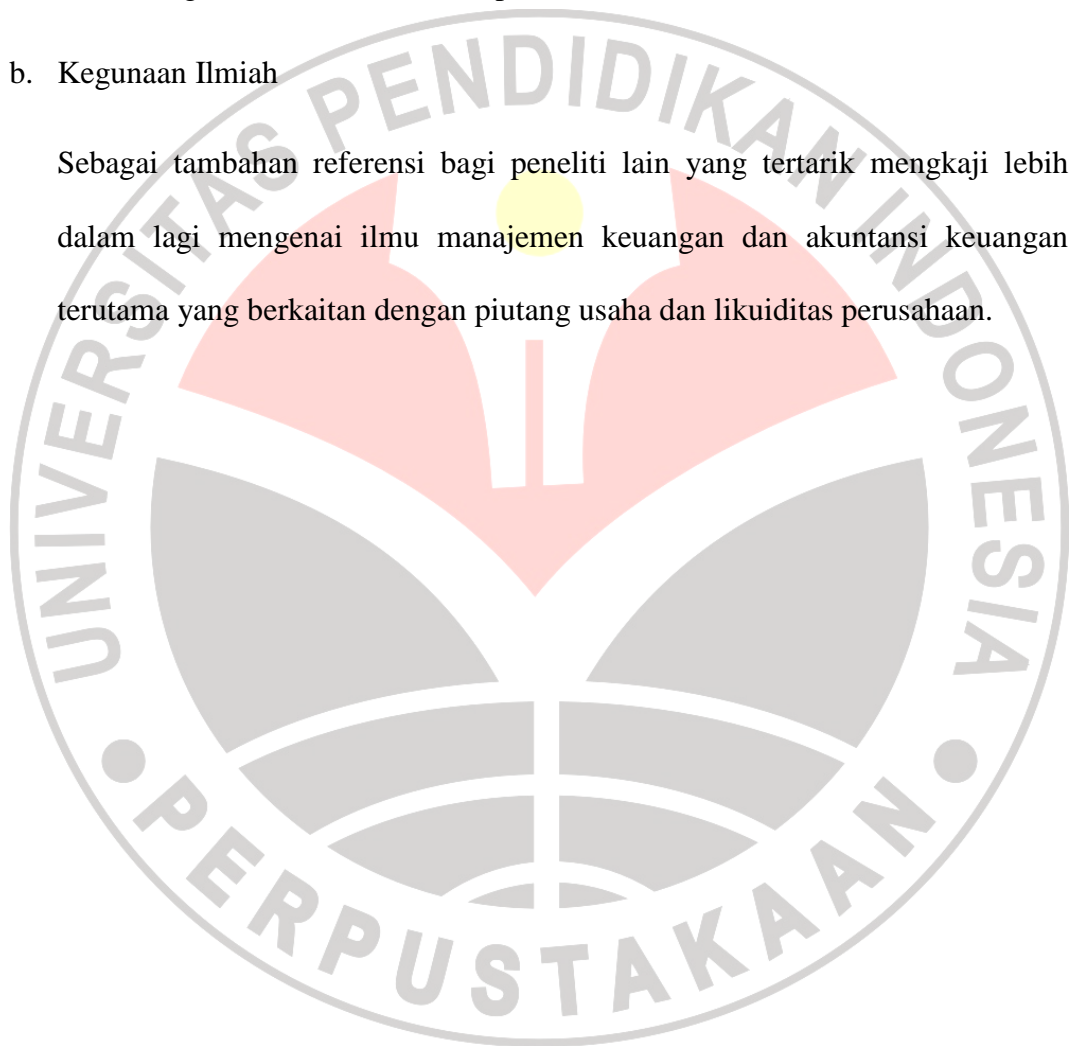 b. Kegunaan Ilmiah
Sebagai tambahan referensi bagi peneliti lain yang tertarik mengkaji lebih
dalam lagi mengenai ilmu manajemen keuangan dan akuntansi keuangan
terutama yang berkaitan dengan piutang usaha dan likuiditas perusahaan.
UNIVERSITAS PENDIDIKAN INDONESIA
PERPUSTAKAAN